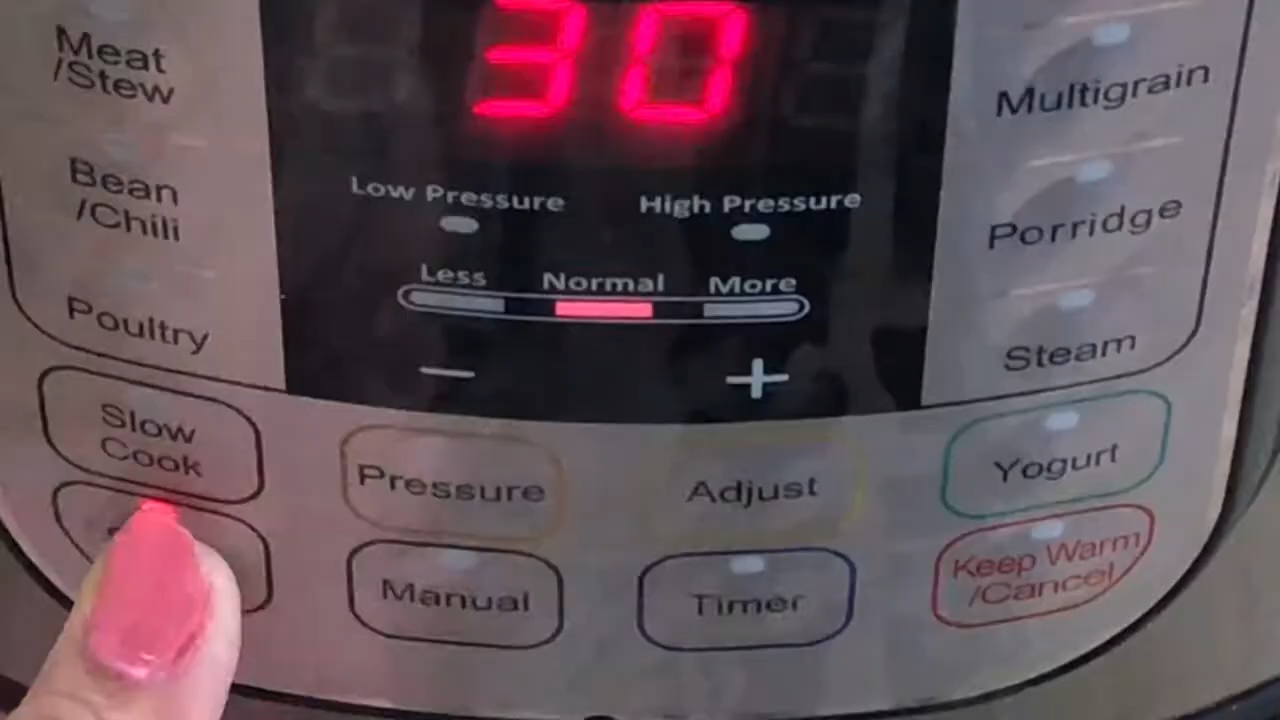 30
Meat
/Stew
Multigrain
Low Pressure
High Pressure
Bean
/Chili
Porridge
Less
Normal
More
Poultry
Steam
−
+
Slow
Cook
Pressure
Adjust
Yogurt
Manual
Timer
Keep Warm
/Cancel